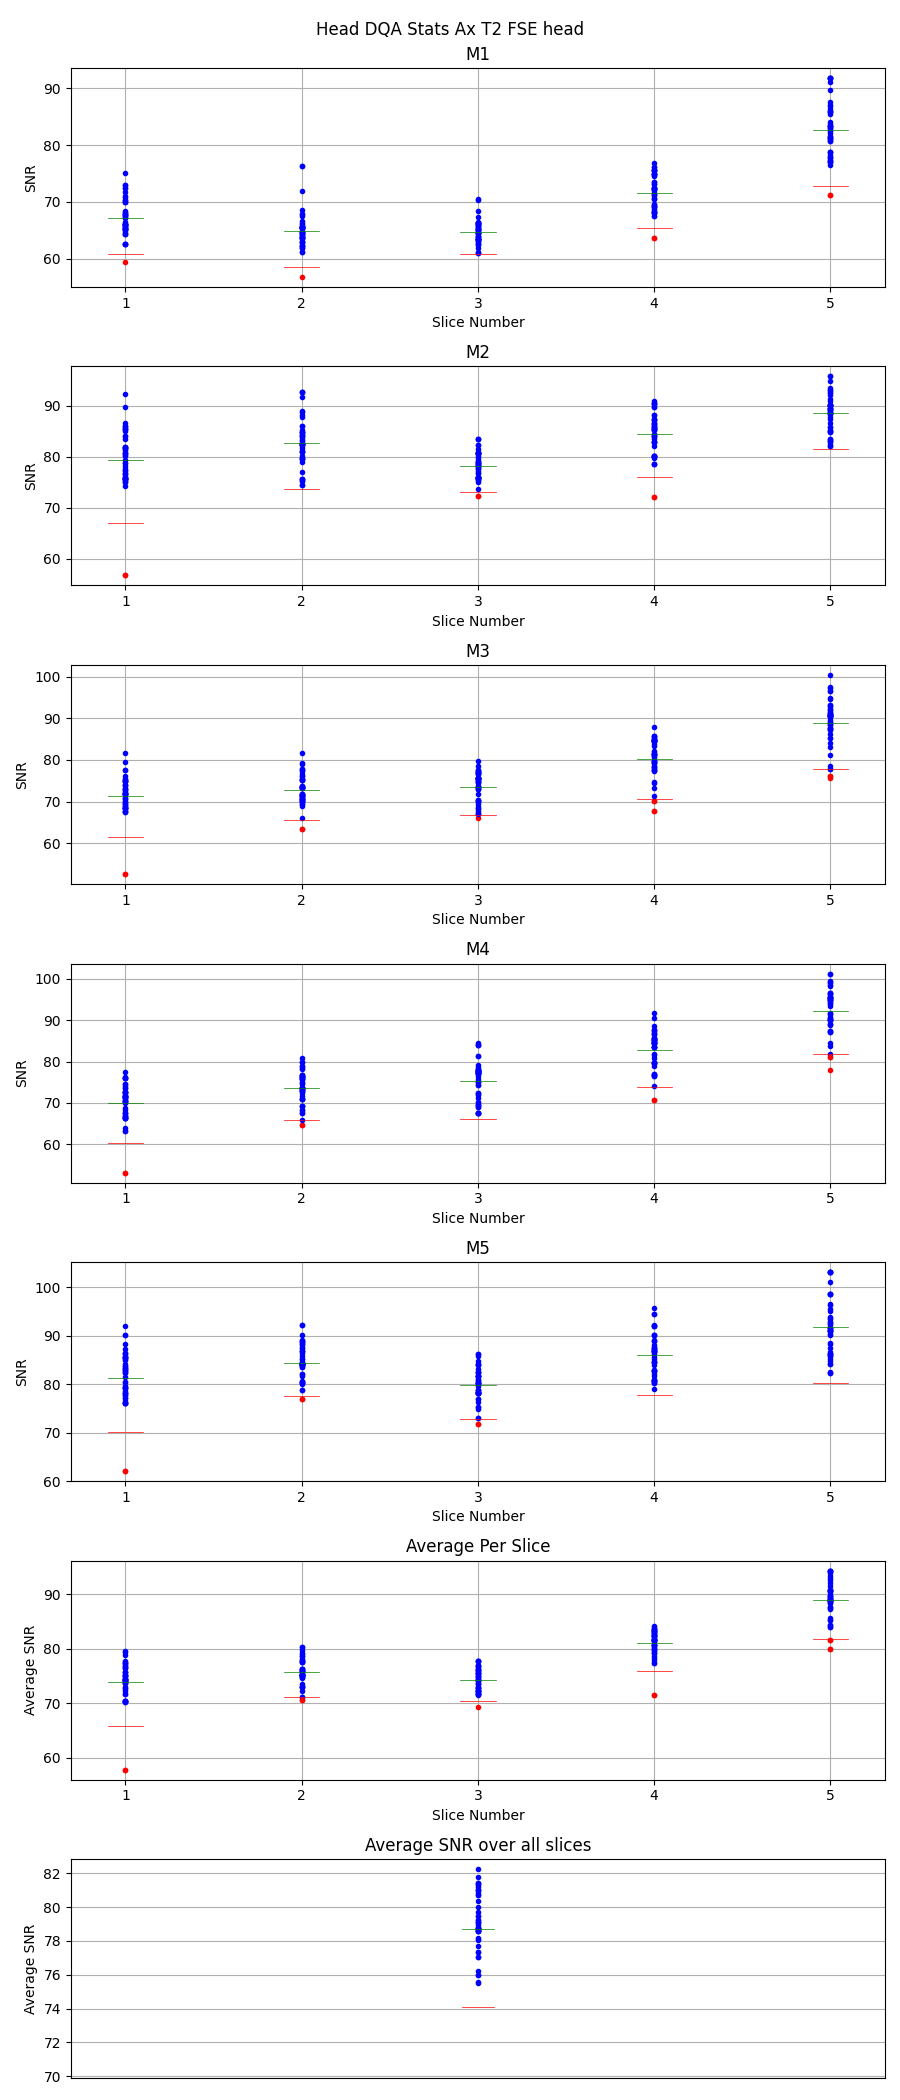 Head DQA Stats Ax T2 FSE head
M1
90
80
70
60
SNR
1 2 3 4 5
Slice Number
M2
90
80
70
60
SNR
1 2 3 4 5
Slice Number
M3
100
90
80
70
60
SNR
1 2 3 4 5
Slice Number
M4
100
90
80
70
60
SNR
1 2 3 4 5
Slice Number
M5
100
90
80
70
60
SNR
1 2 3 4 5
Slice Number
Average Per Slice
90
80
70
60
Average SNR
1 2 3 4 5
Slice Number
Average SNR over all slices
82
80
78
76
74
72
70
Average SNR